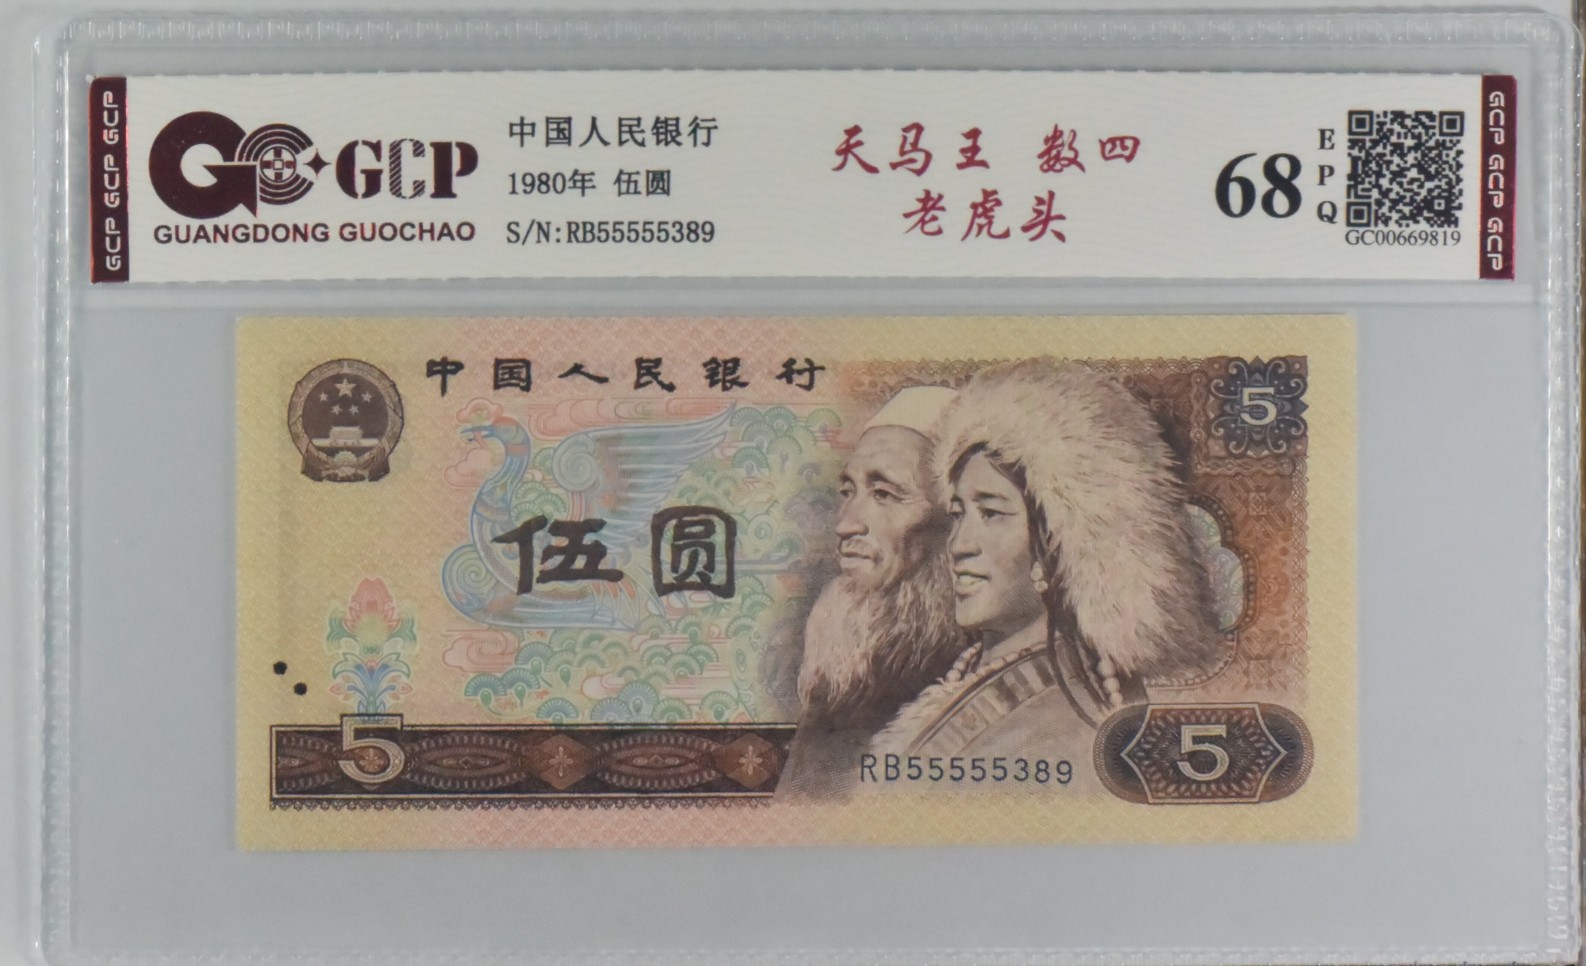 GCP GCP GCP
GCP
GUANGDONG GUOCHAO
中国人民银行
1980年 伍圆
S/N:RB55555389
天马王 数四
老虎头
68
EPQ
GC00669819
GCP GCP GCP
中国人民银行
5
伍圆
5
RB55555389
5